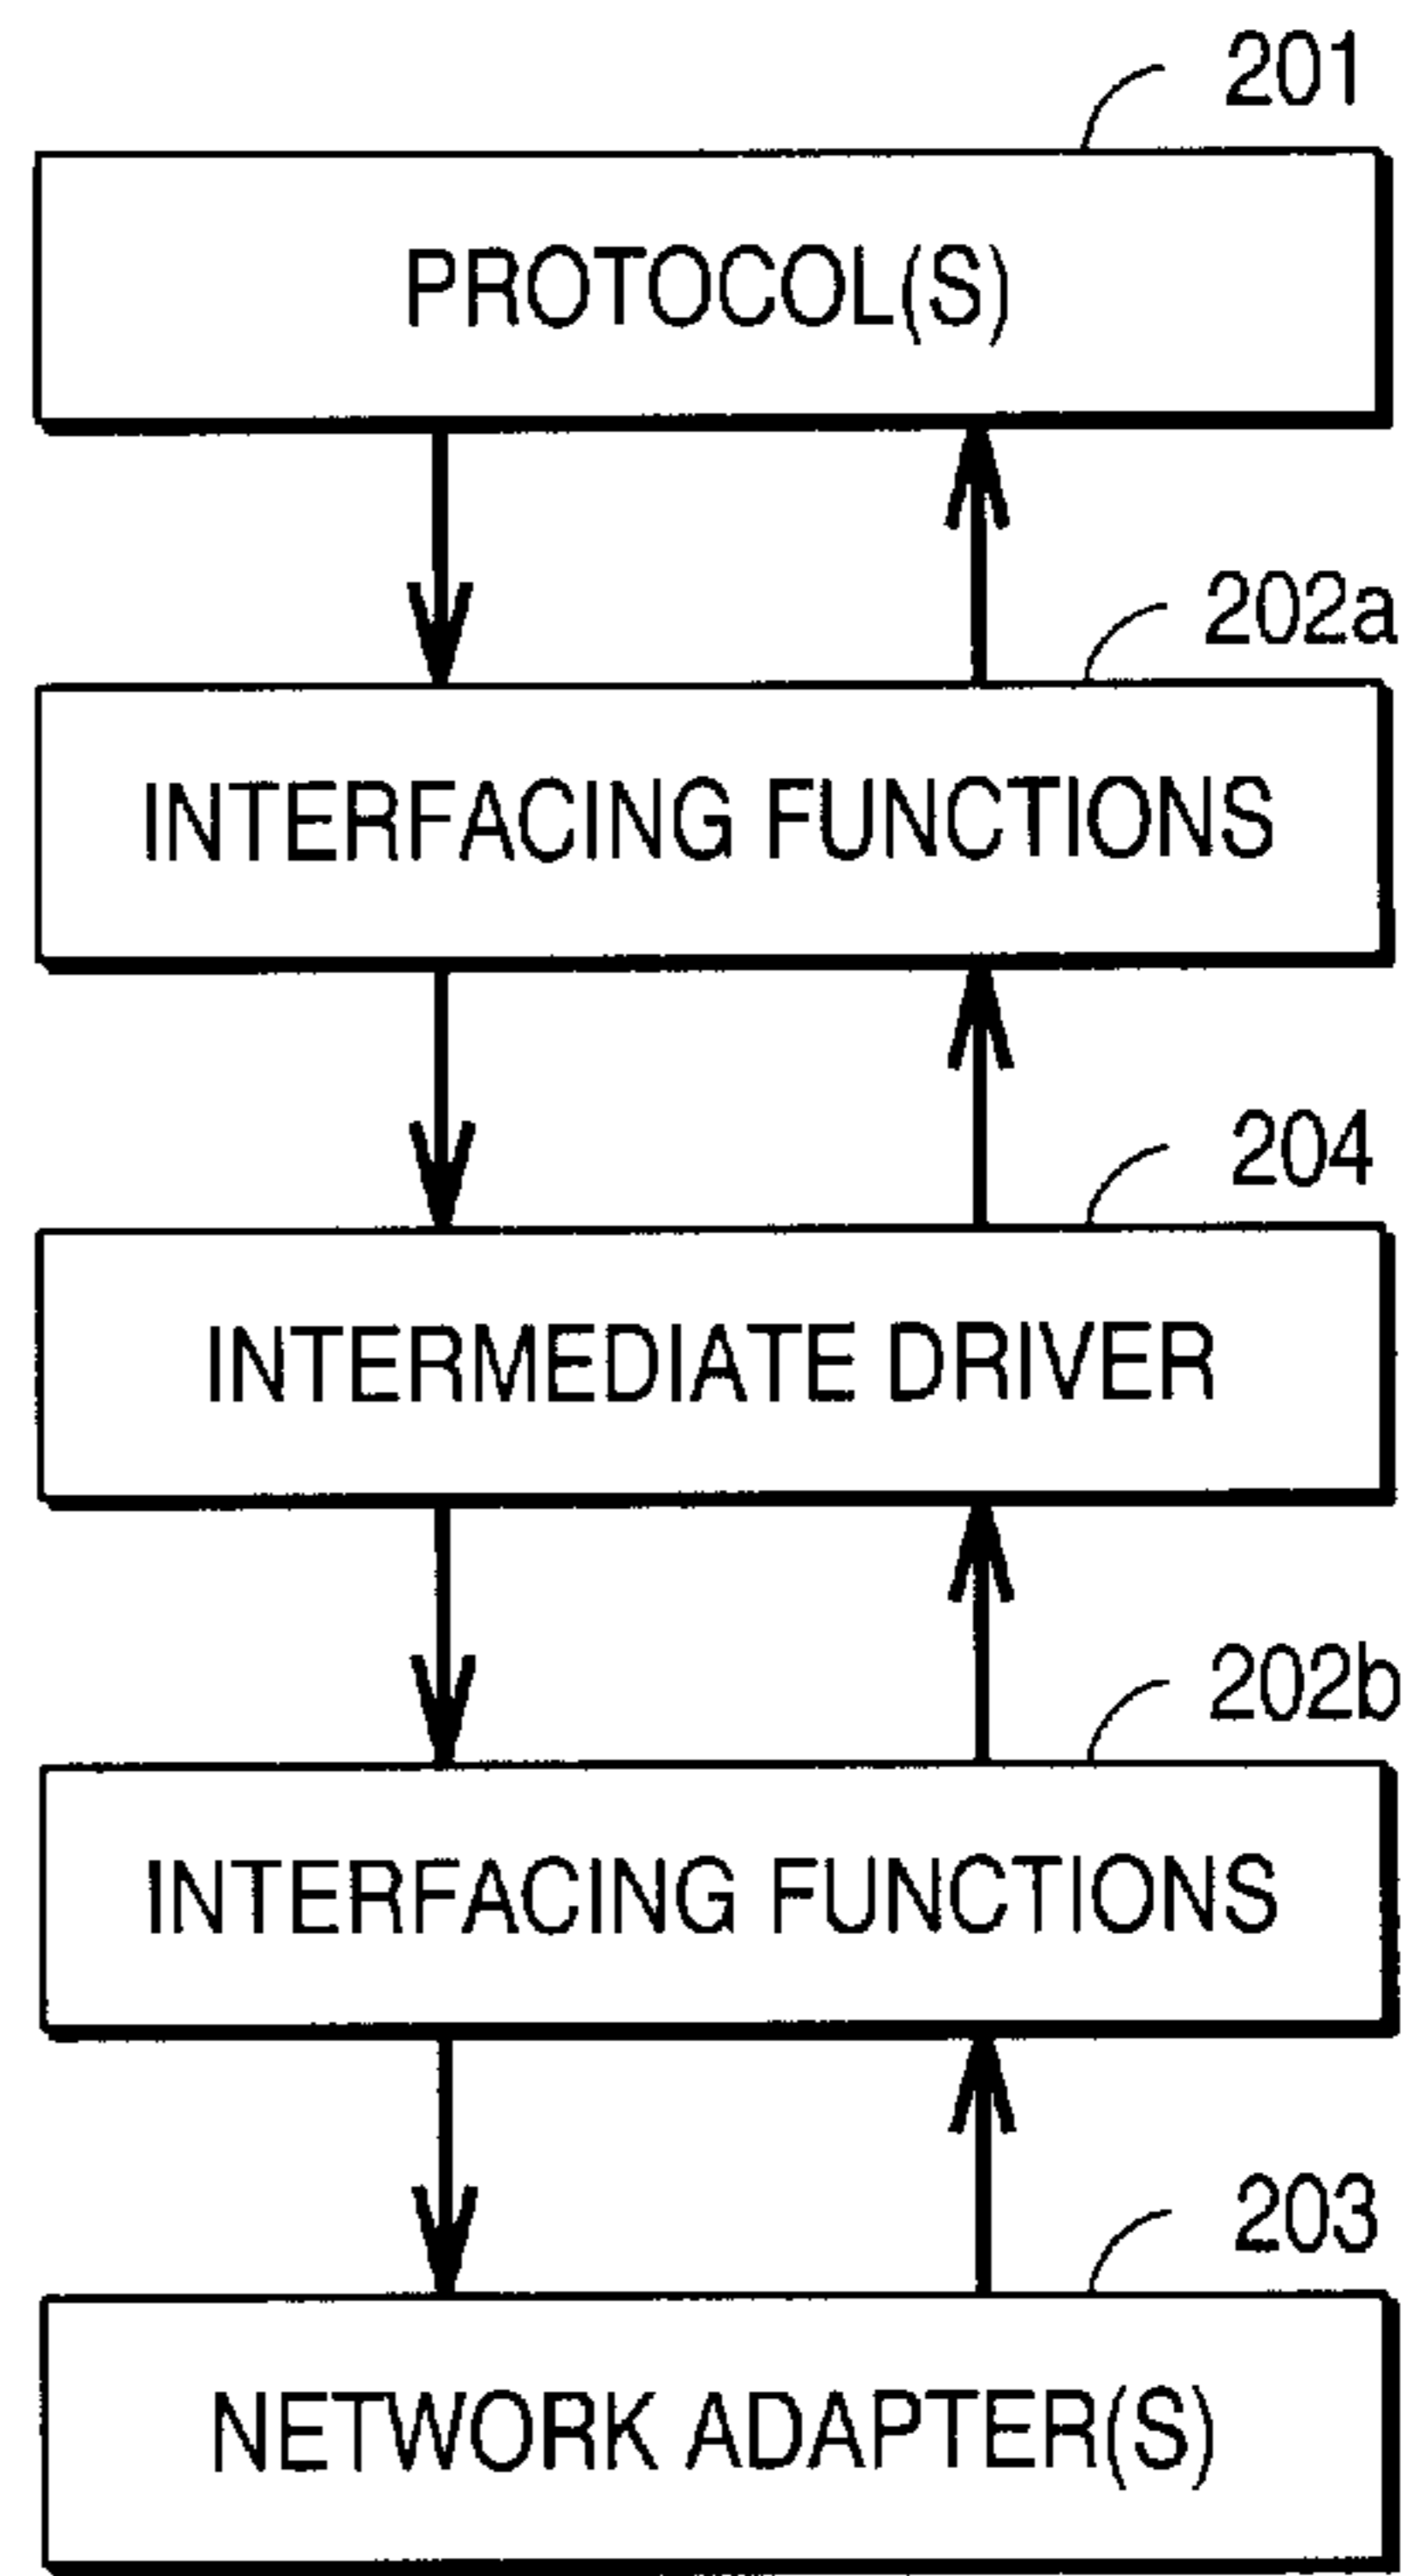 201
PROTOCOL(S)
202a
INTERFACING FUNCTIONS
204
INTERMEDIATE DRIVER
202b
INTERFACING FUNCTIONS
203
NETWORK ADAPTER(S)